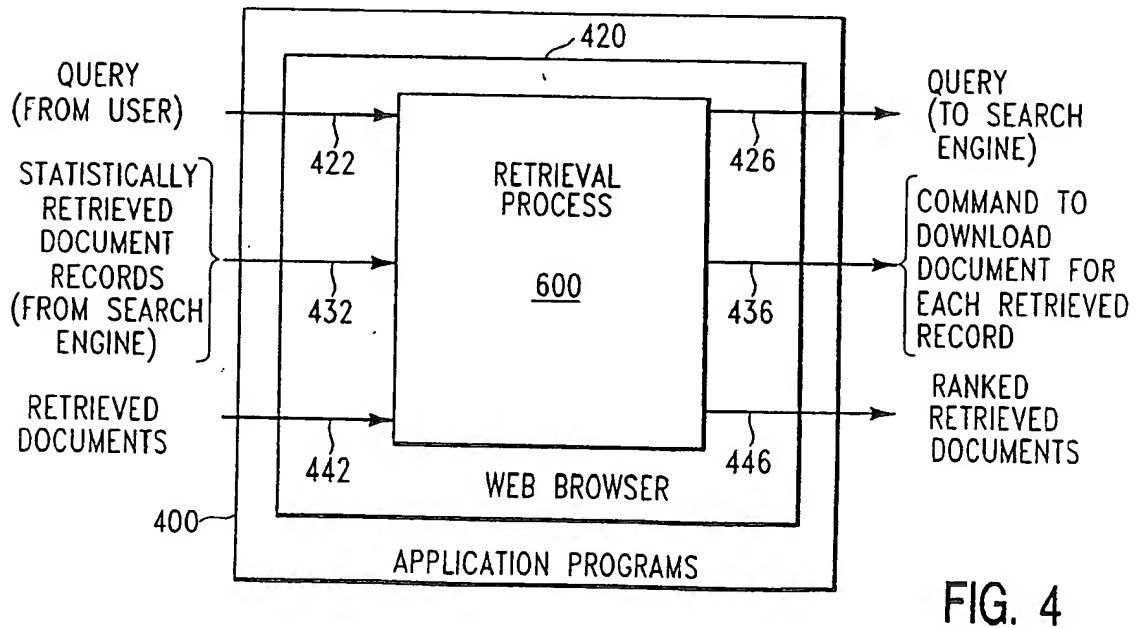 420
QUERY
(FROM USER)
422
STATISTICALLY
RETRIEVED
DOCUMENT
RECORDS
(FROM SEARCH
ENGINE)
432
RETRIEVED
DOCUMENTS
442
RETRIEVAL
PROCESS
600
QUERY
(TO SEARCH
ENGINE)
426
COMMAND TO
DOWNLOAD
DOCUMENT FOR
EACH RETRIEVED
RECORD
436
RANKED
RETRIEVED
DOCUMENTS
446
WEB BROWSER
400
APPLICATION PROGRAMS
FIG. 4